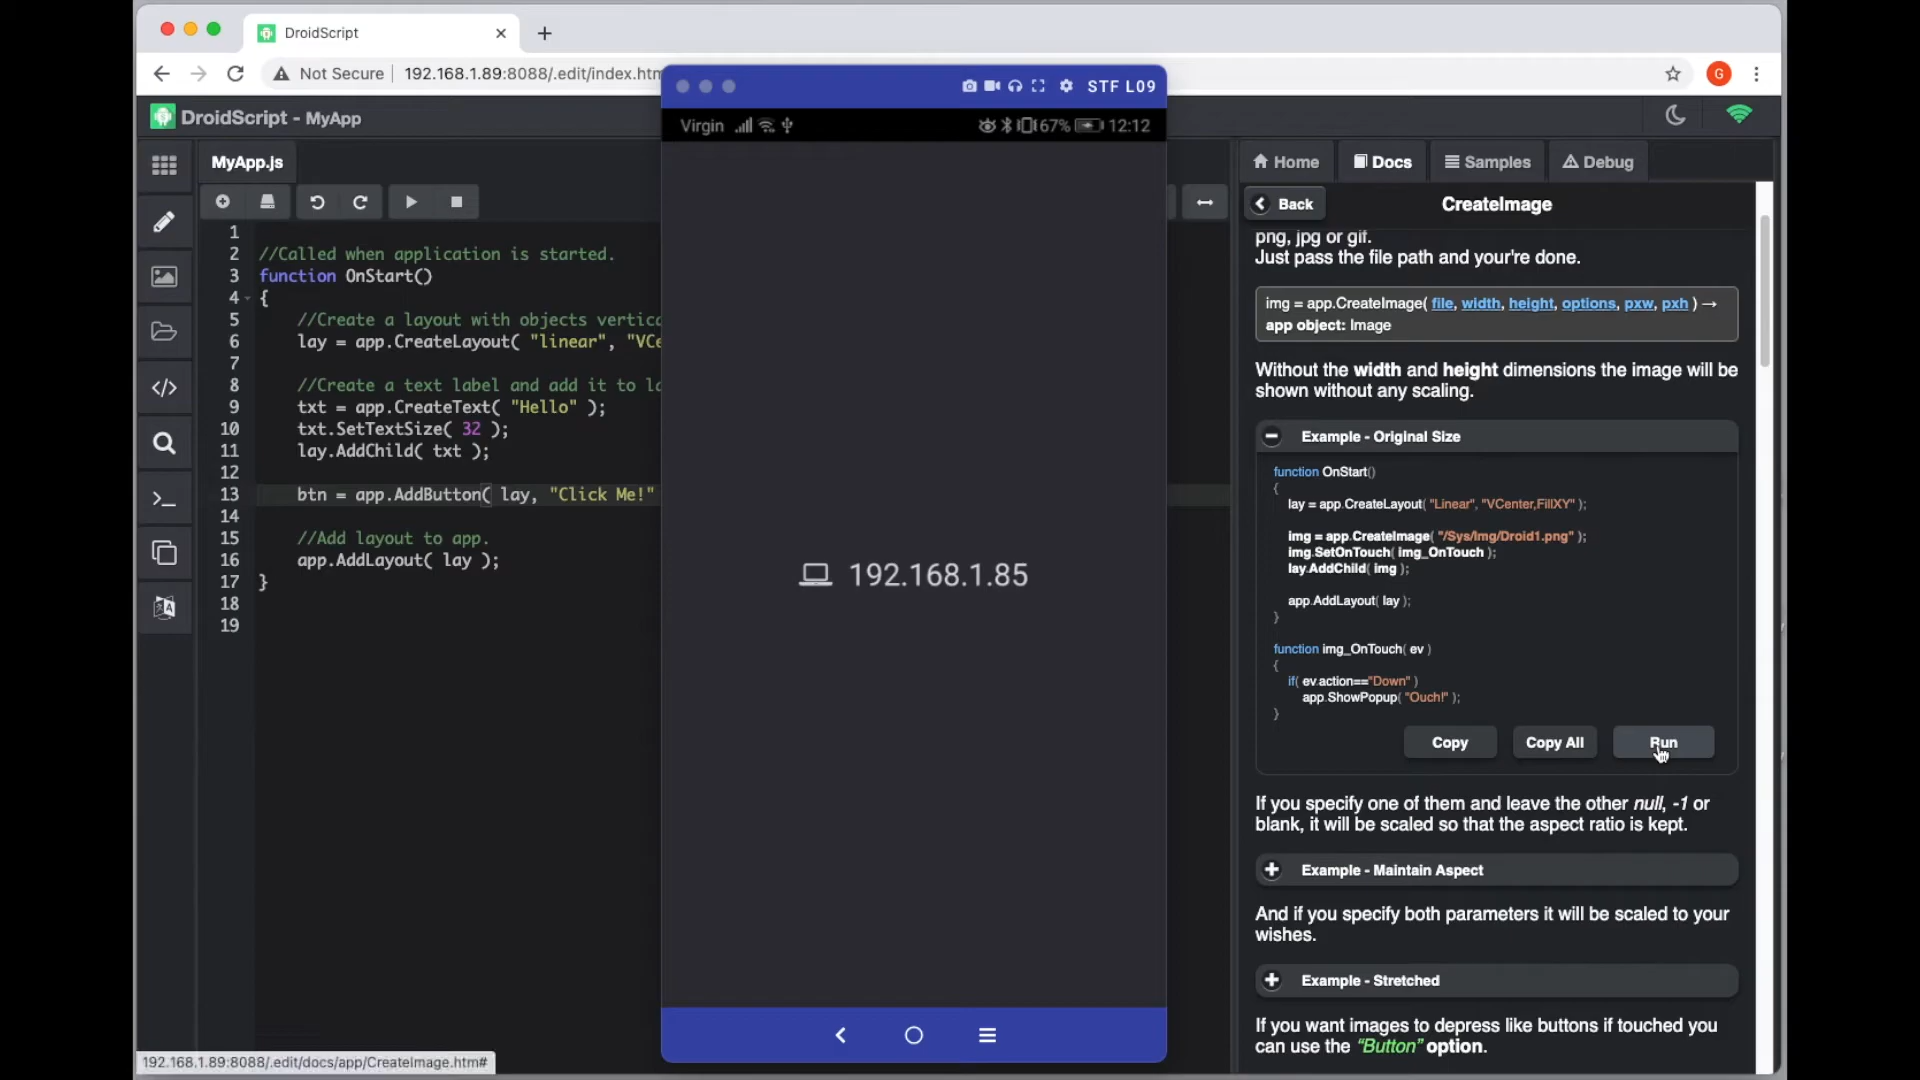 DroidScript
Not Secure
192.168.1.89:8088/.edit/index.htm
G
DroidScript - MyApp
MyApp.js
1
2 //Called when application is started.
3 function OnStart()
4 {
5 //Create a layout with objects vertica
6 lay = app.CreateLayout( "linear", "VCe
7
8 //Create a text label and add it to la
9 txt = app.CreateText( "Hello" );
10 txt.SetTextSize( 32 );
11 lay.AddChild( txt );
12
13 btn = app.AddButton( lay, "Click Me!"
14
15 //Add layout to app.
16 app.AddLayout( lay );
17 }
18
19
192.168.1.89:8088/.edit/docs/app/CreateImage.htm#
STF L09
Virgin 67% 12:12
192.168.1.85
Home Docs Samples Debug
Back
CreateImage
png, jpg or gif.
Just pass the file path and your're done.
img = app.CreateImage( file, width, height, options, pxw, pxh ) →
app object: Image
Without the width and height dimensions the image will be
shown without any scaling.
Example - Original Size
function OnStart()
{
lay = app.CreateLayout( "Linear", "VCenter,FillXY" );
img = app.CreateImage( "/Sys/Img/Droid1.png" );
img.SetOnTouch( img_OnTouch );
lay.AddChild( img );
app.AddLayout( lay );
}
function img_OnTouch( ev )
{
if( ev.action=="Down" )
app.ShowPopup( "Ouch!" );
}
Copy Copy All Run
If you specify one of them and leave the other null, -1 or
blank, it will be scaled so that the aspect ratio is kept.
Example - Maintain Aspect
And if you specify both parameters it will be scaled to your
wishes.
Example - Stretched
If you want images to depress like buttons if touched you
can use the "Button" option.